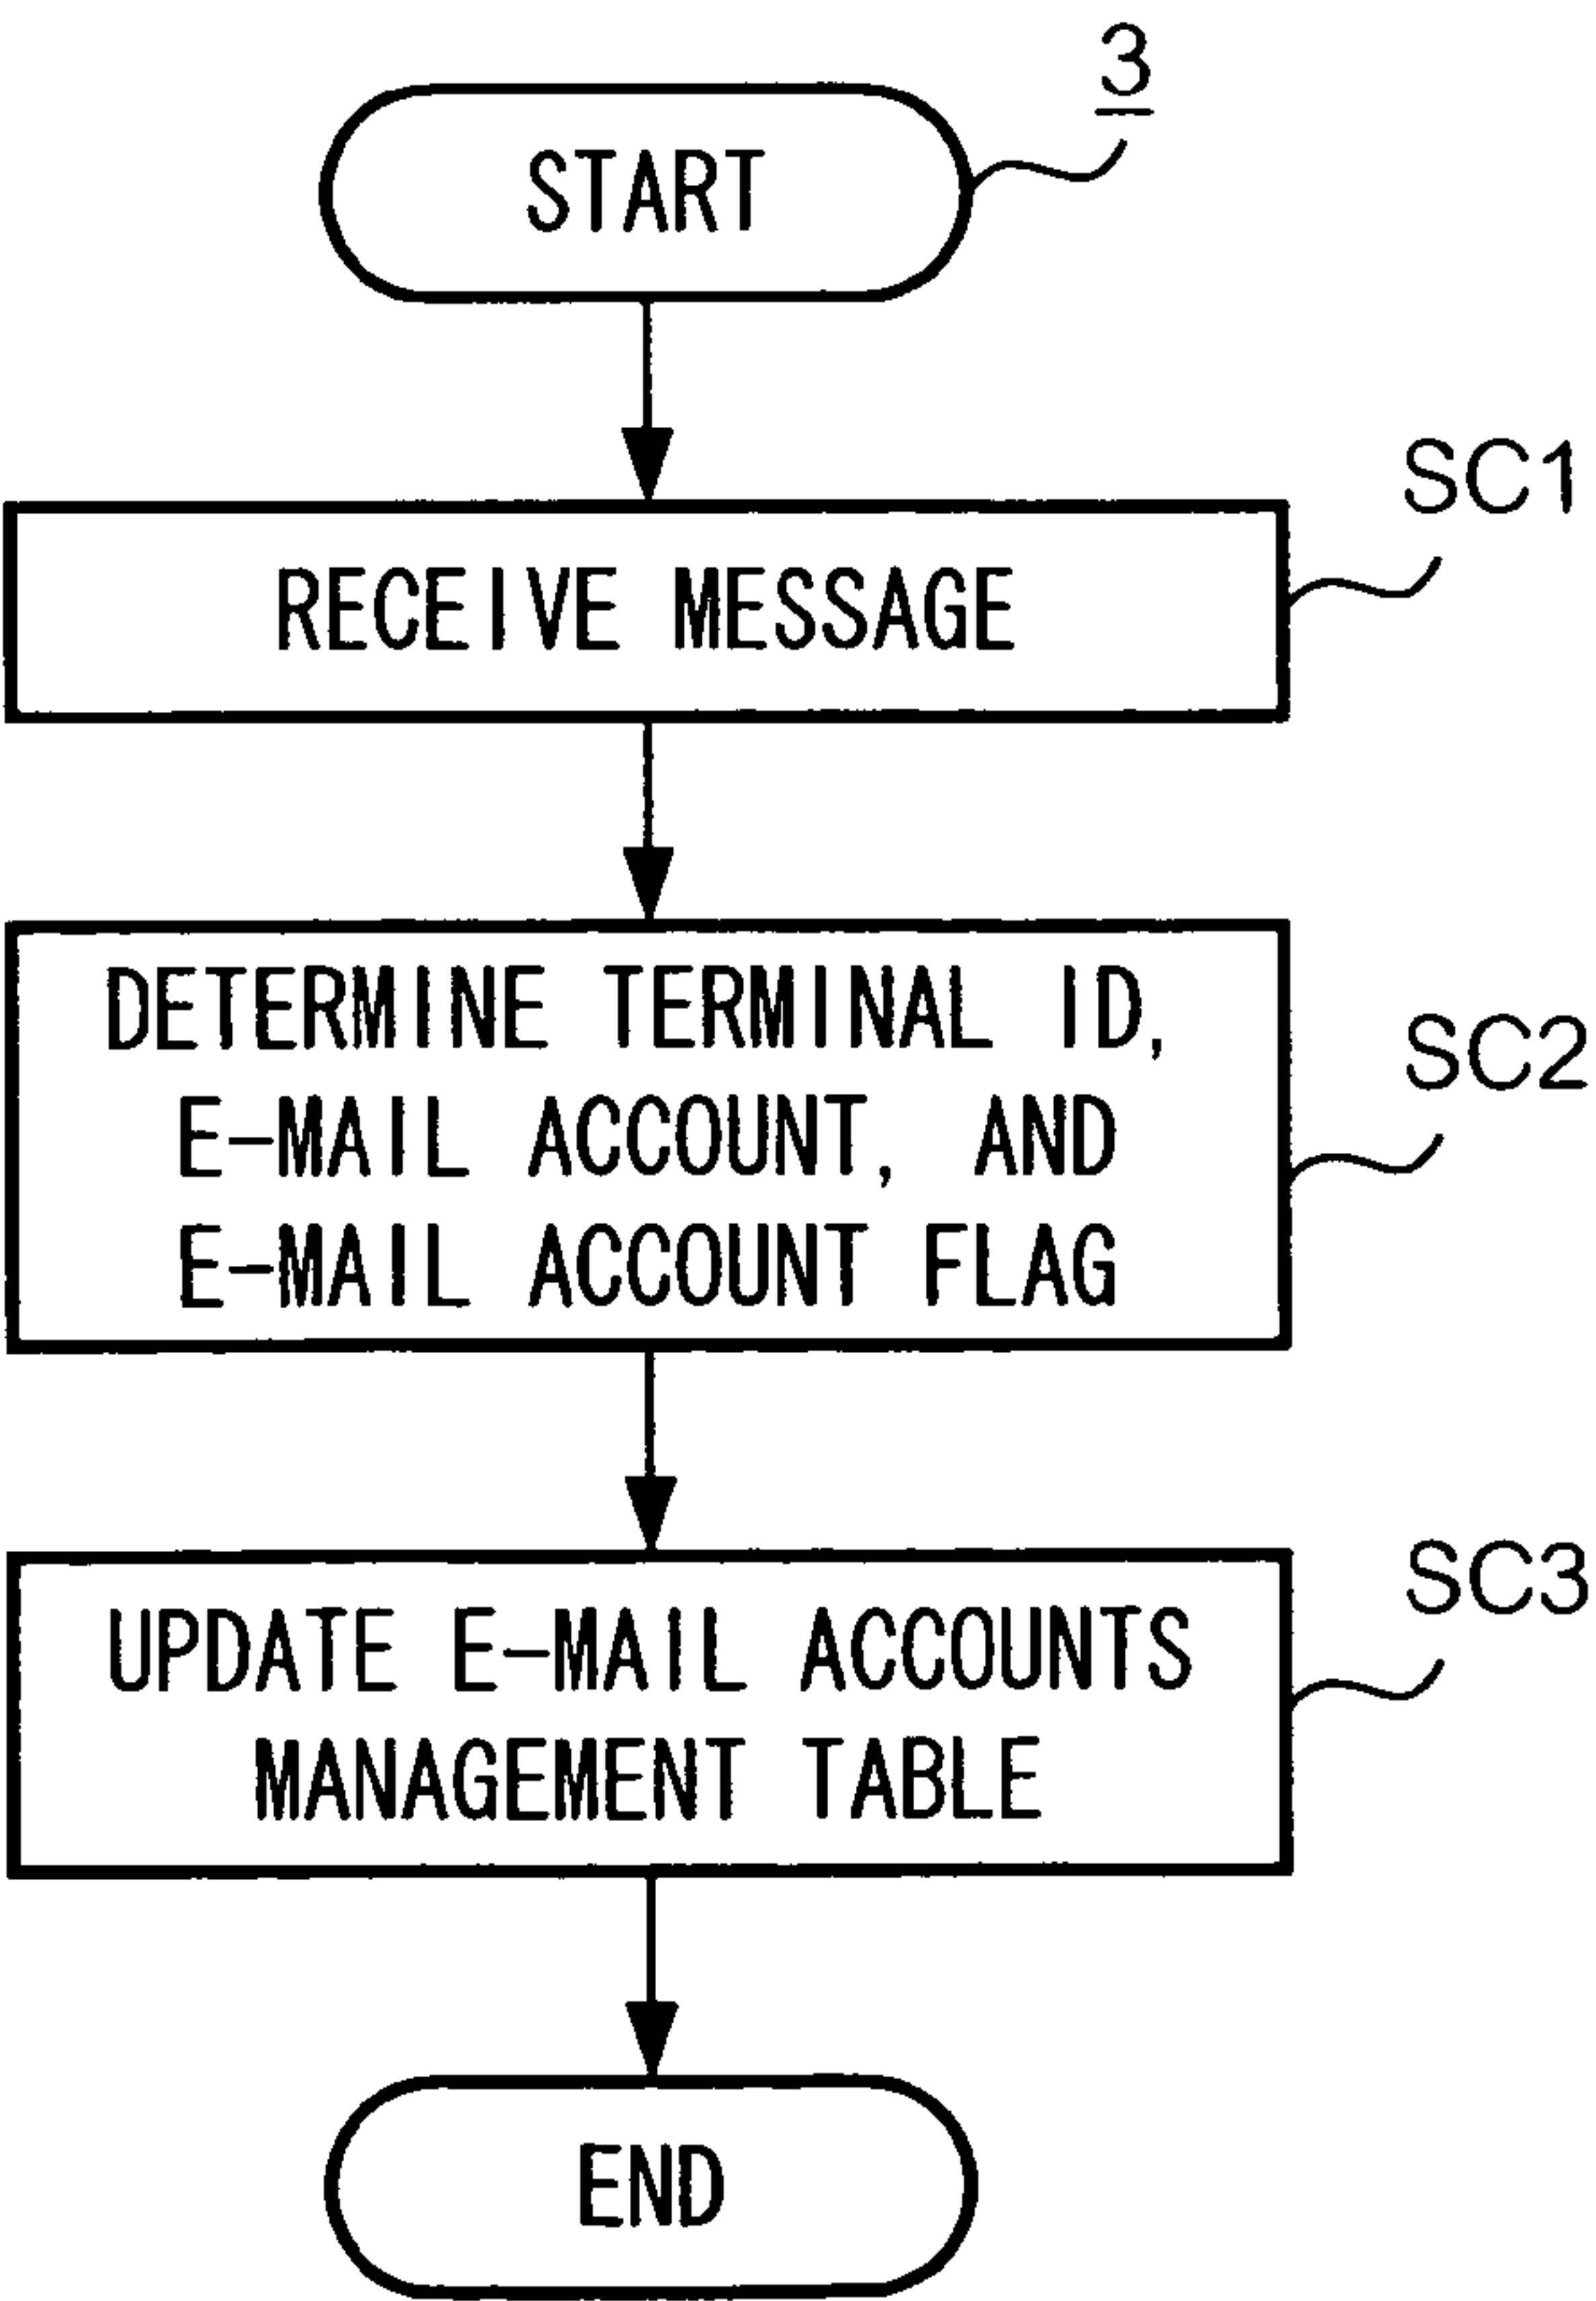 3
START
SC1
RECEIVE MESSAGE
DETERMINE TERMINAL ID,
SC2
E-MAIL ACCOUNT, AND
E-MAIL ACCOUNT FLAG
SC3
UPDATE E-MAIL ACCOUNTS
MANAGEMENT TABLE
END